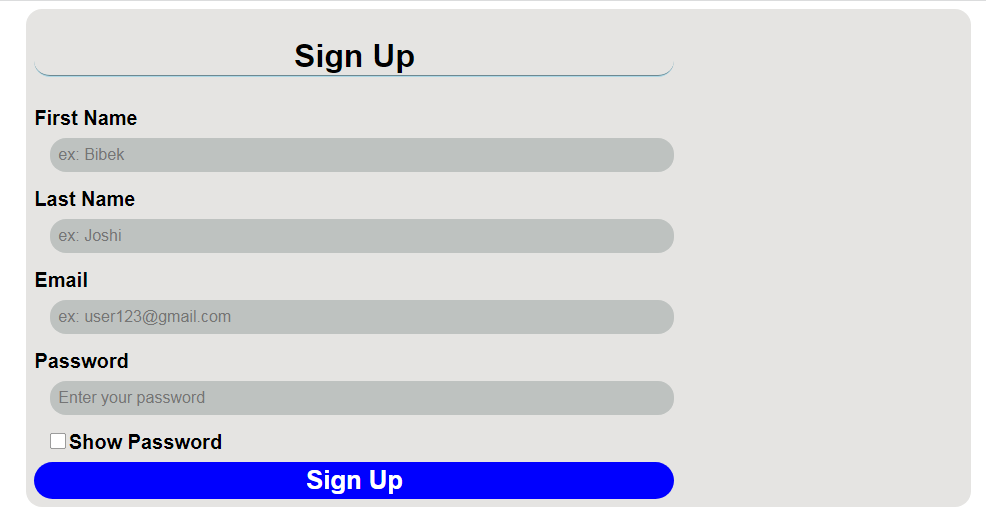 Sign Up
First Name
ex: Bibek
Last Name
ex: Joshi
Email
ex: user123@gmail.com
Password
Enter your password
Show Password
Sign Up